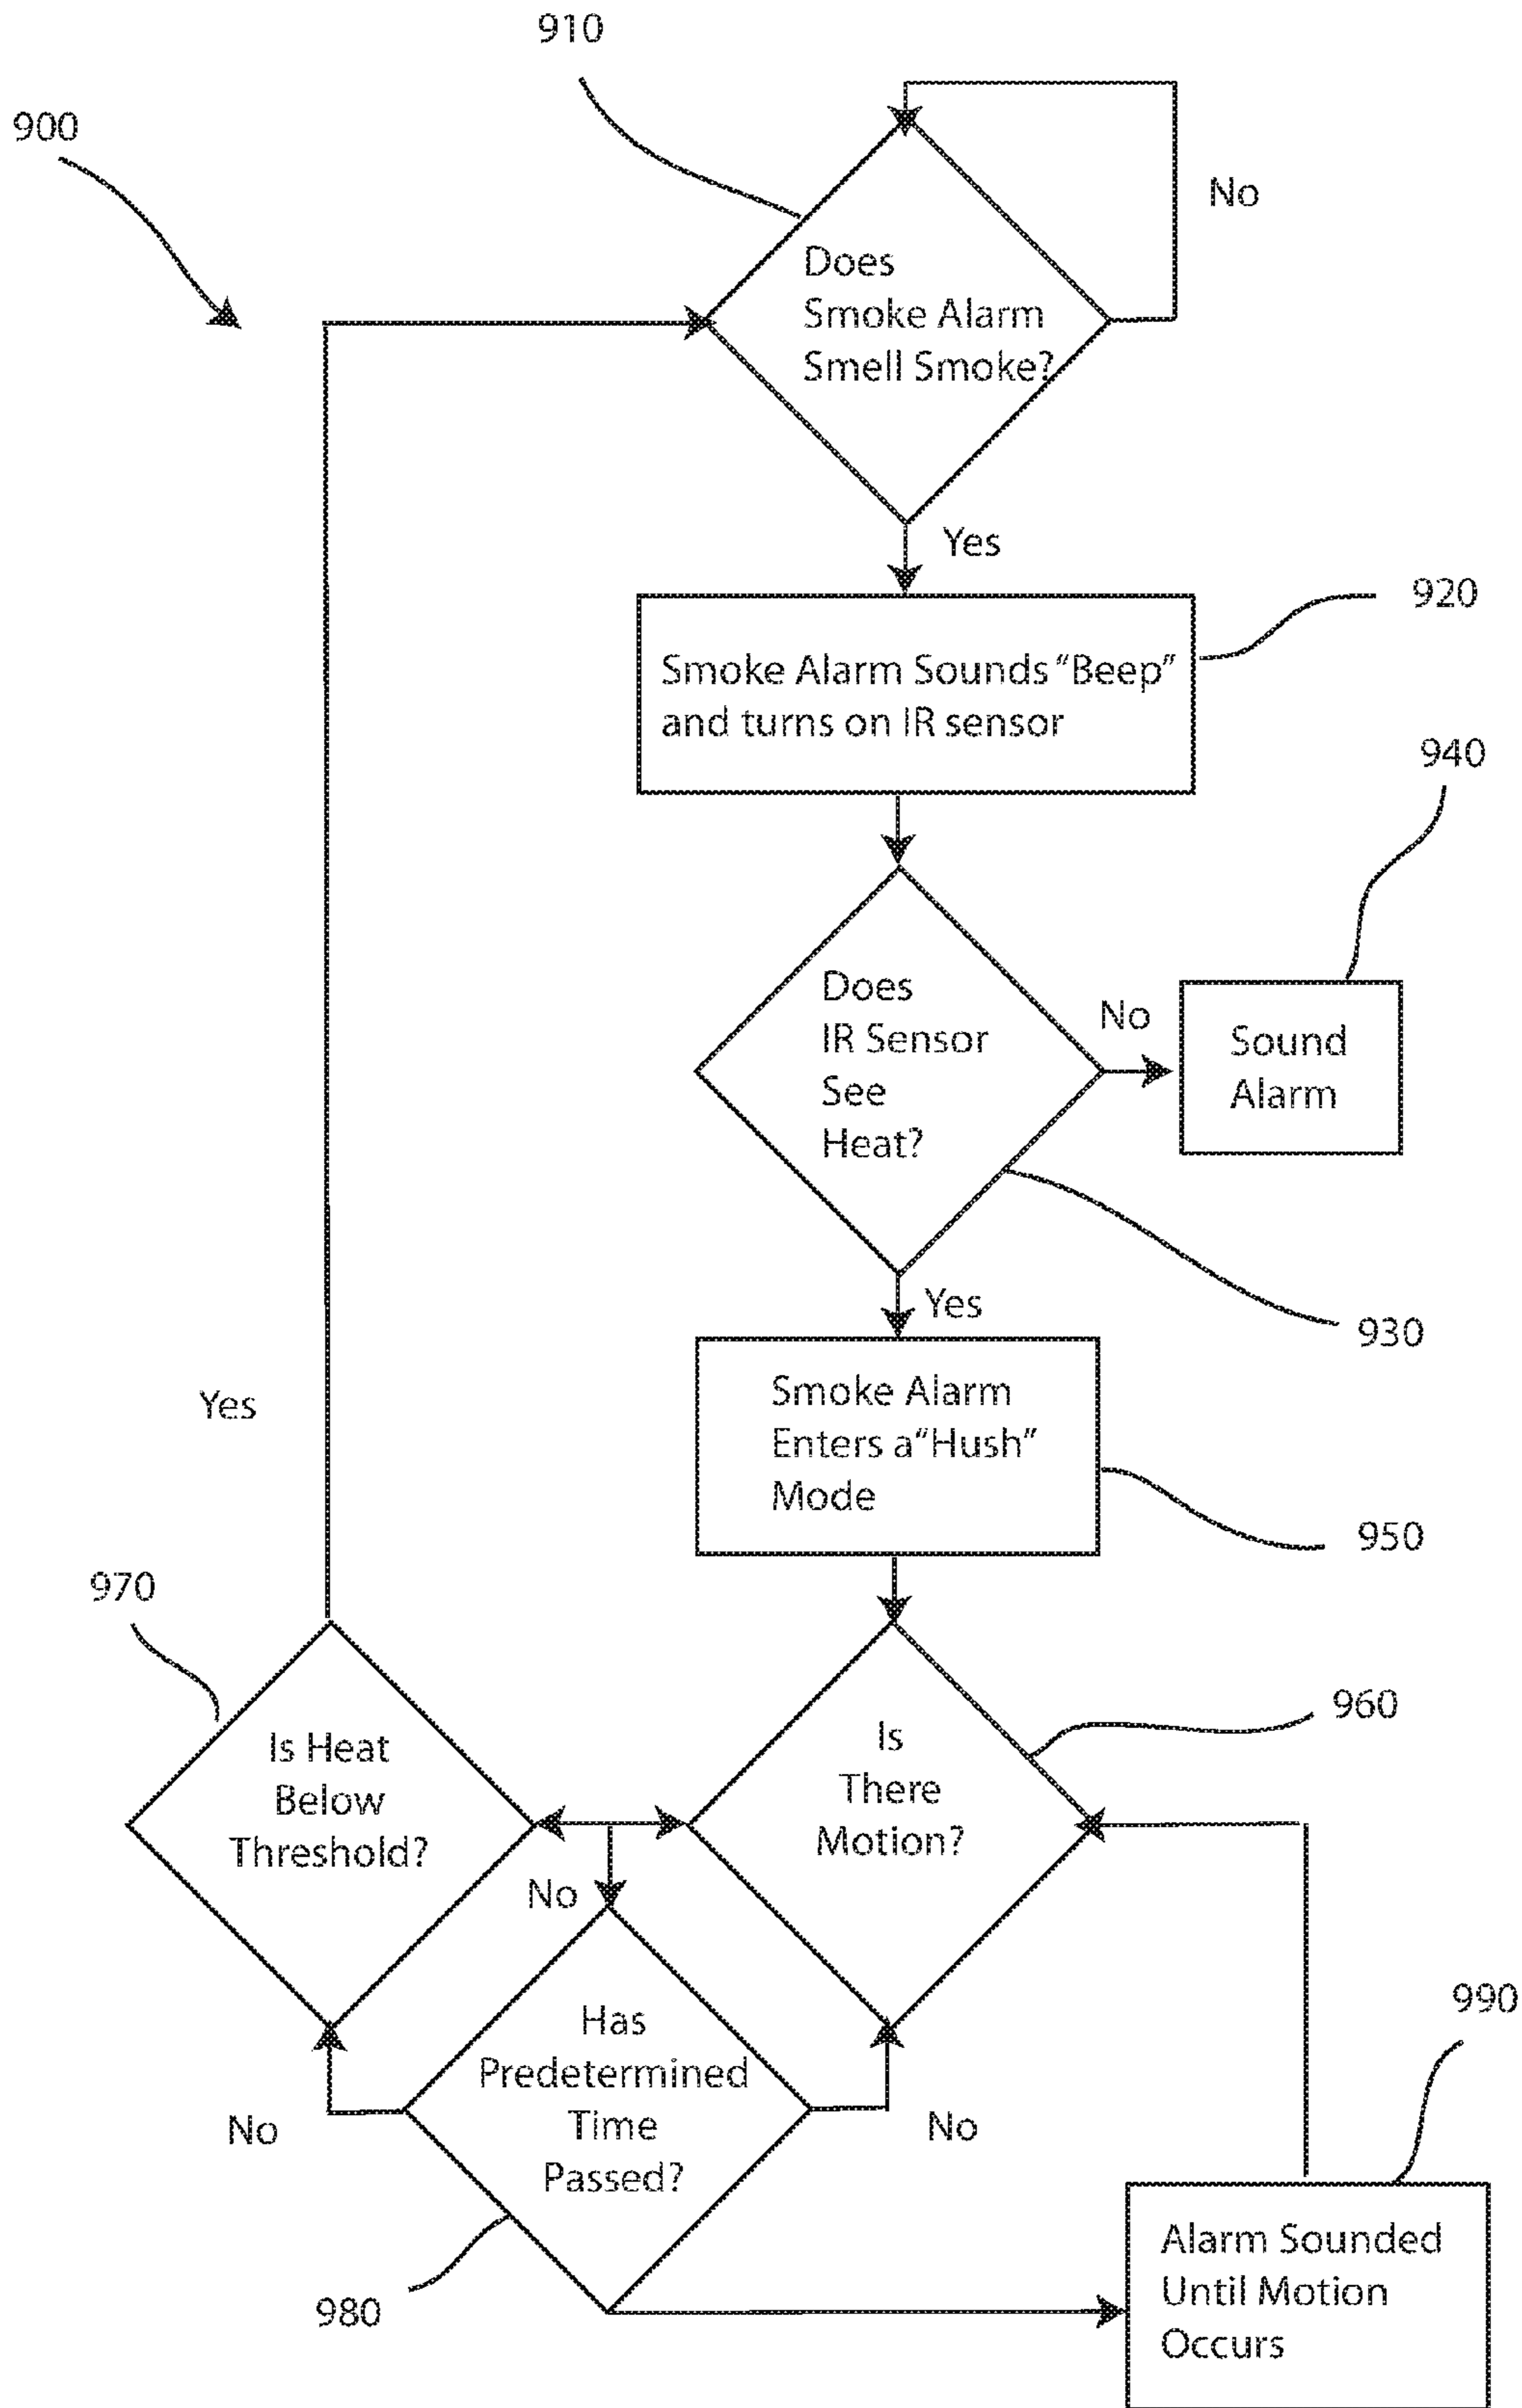 910
900
No
Does
Smoke Alarm
Smell Smoke?
Yes
920
Smoke Alarm Sounds “Beep”
and turns on IR sensor
940
Does
IR Sensor
See
Heat?
No
Sound
Alarm
Yes
930
Smoke Alarm
Enters a“Hush”
Mode
Yes
950
970
960
Is Heat
Below
Threshold?
Is
There
Motion?
No
990
Has
Predetermined
Time
Passed?
No
No
980
Alarm Sounded
Until Motion
Occurs